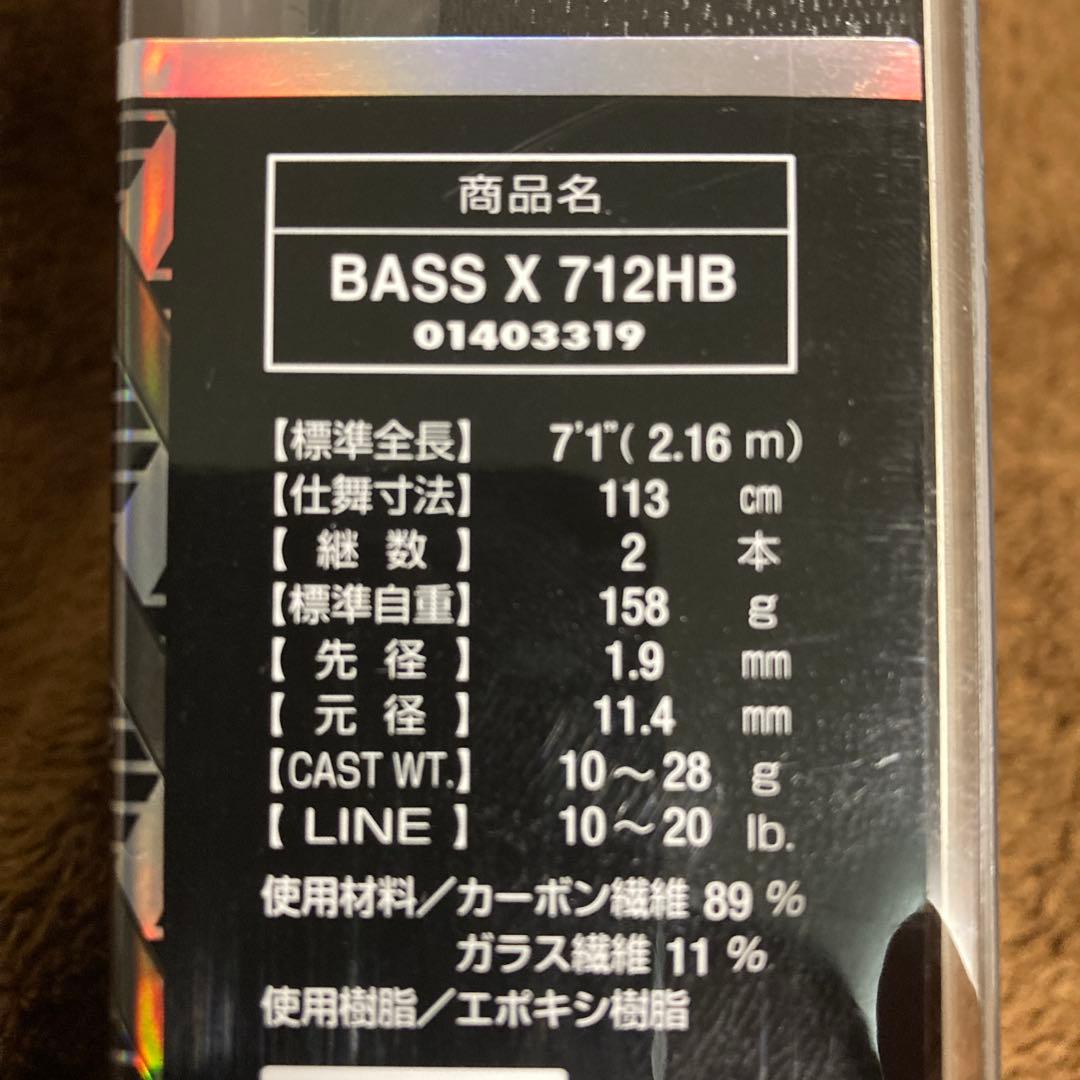 商品名
BASS X 712HB
01403319
【標準全長】 7'1"( 2.16 m)
【仕舞寸法】 113 cm
【 継 数 】 2 本
【標準自重】 158 g
【 先 径 】 1.9 mm
【 元 径 】 11.4 mm
【CAST WT.】 10～28 g
【 LINE 】 10～20 lb.
使用材料／カーボン繊維 89 %
ガラス繊維 11 %
使用樹脂／エポキシ樹脂